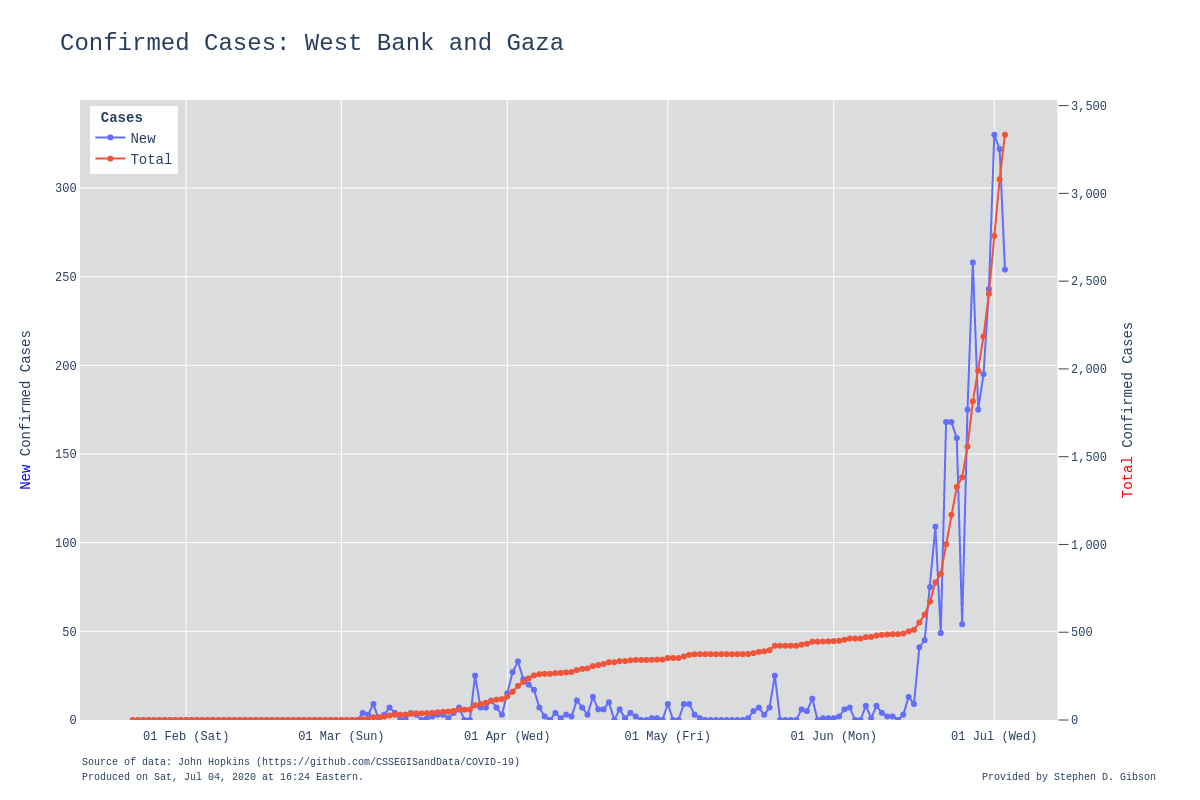 Confirmed Cases: West Bank and Gaza
Cases
New
Total
3,500
3,000
2,500
2,000
1,500
1,000
500
0
300
250
200
150
100
50
0
New Confirmed Cases
Total Confirmed Cases
01 Feb (Sat)
01 Mar (Sun)
01 Apr (Wed)
01 May (Fri)
01 Jun (Mon)
01 Jul (Wed)
Source of data: John Hopkins (https://github.com/CSSEGISandData/COVID-19)
Produced on Sat, Jul 04, 2020 at 16:24 Eastern.
Provided by Stephen D. Gibson